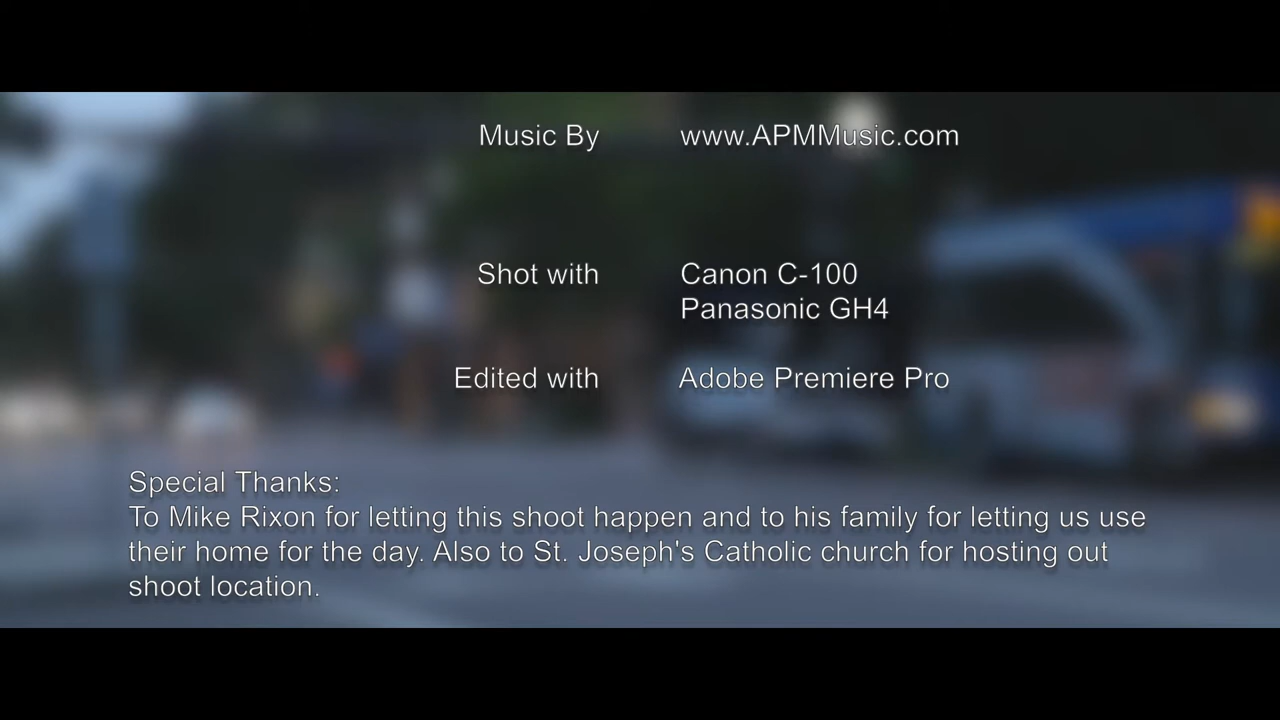 Music By www.APMMusic.com
Shot with Canon C-100
Panasonic GH4
Edited with Adobe Premiere Pro
Special Thanks:
To Mike Rixon for letting this shoot happen and to his family for letting us use
their home for the day. Also to St. Joseph's Catholic church for hosting out
shoot location.